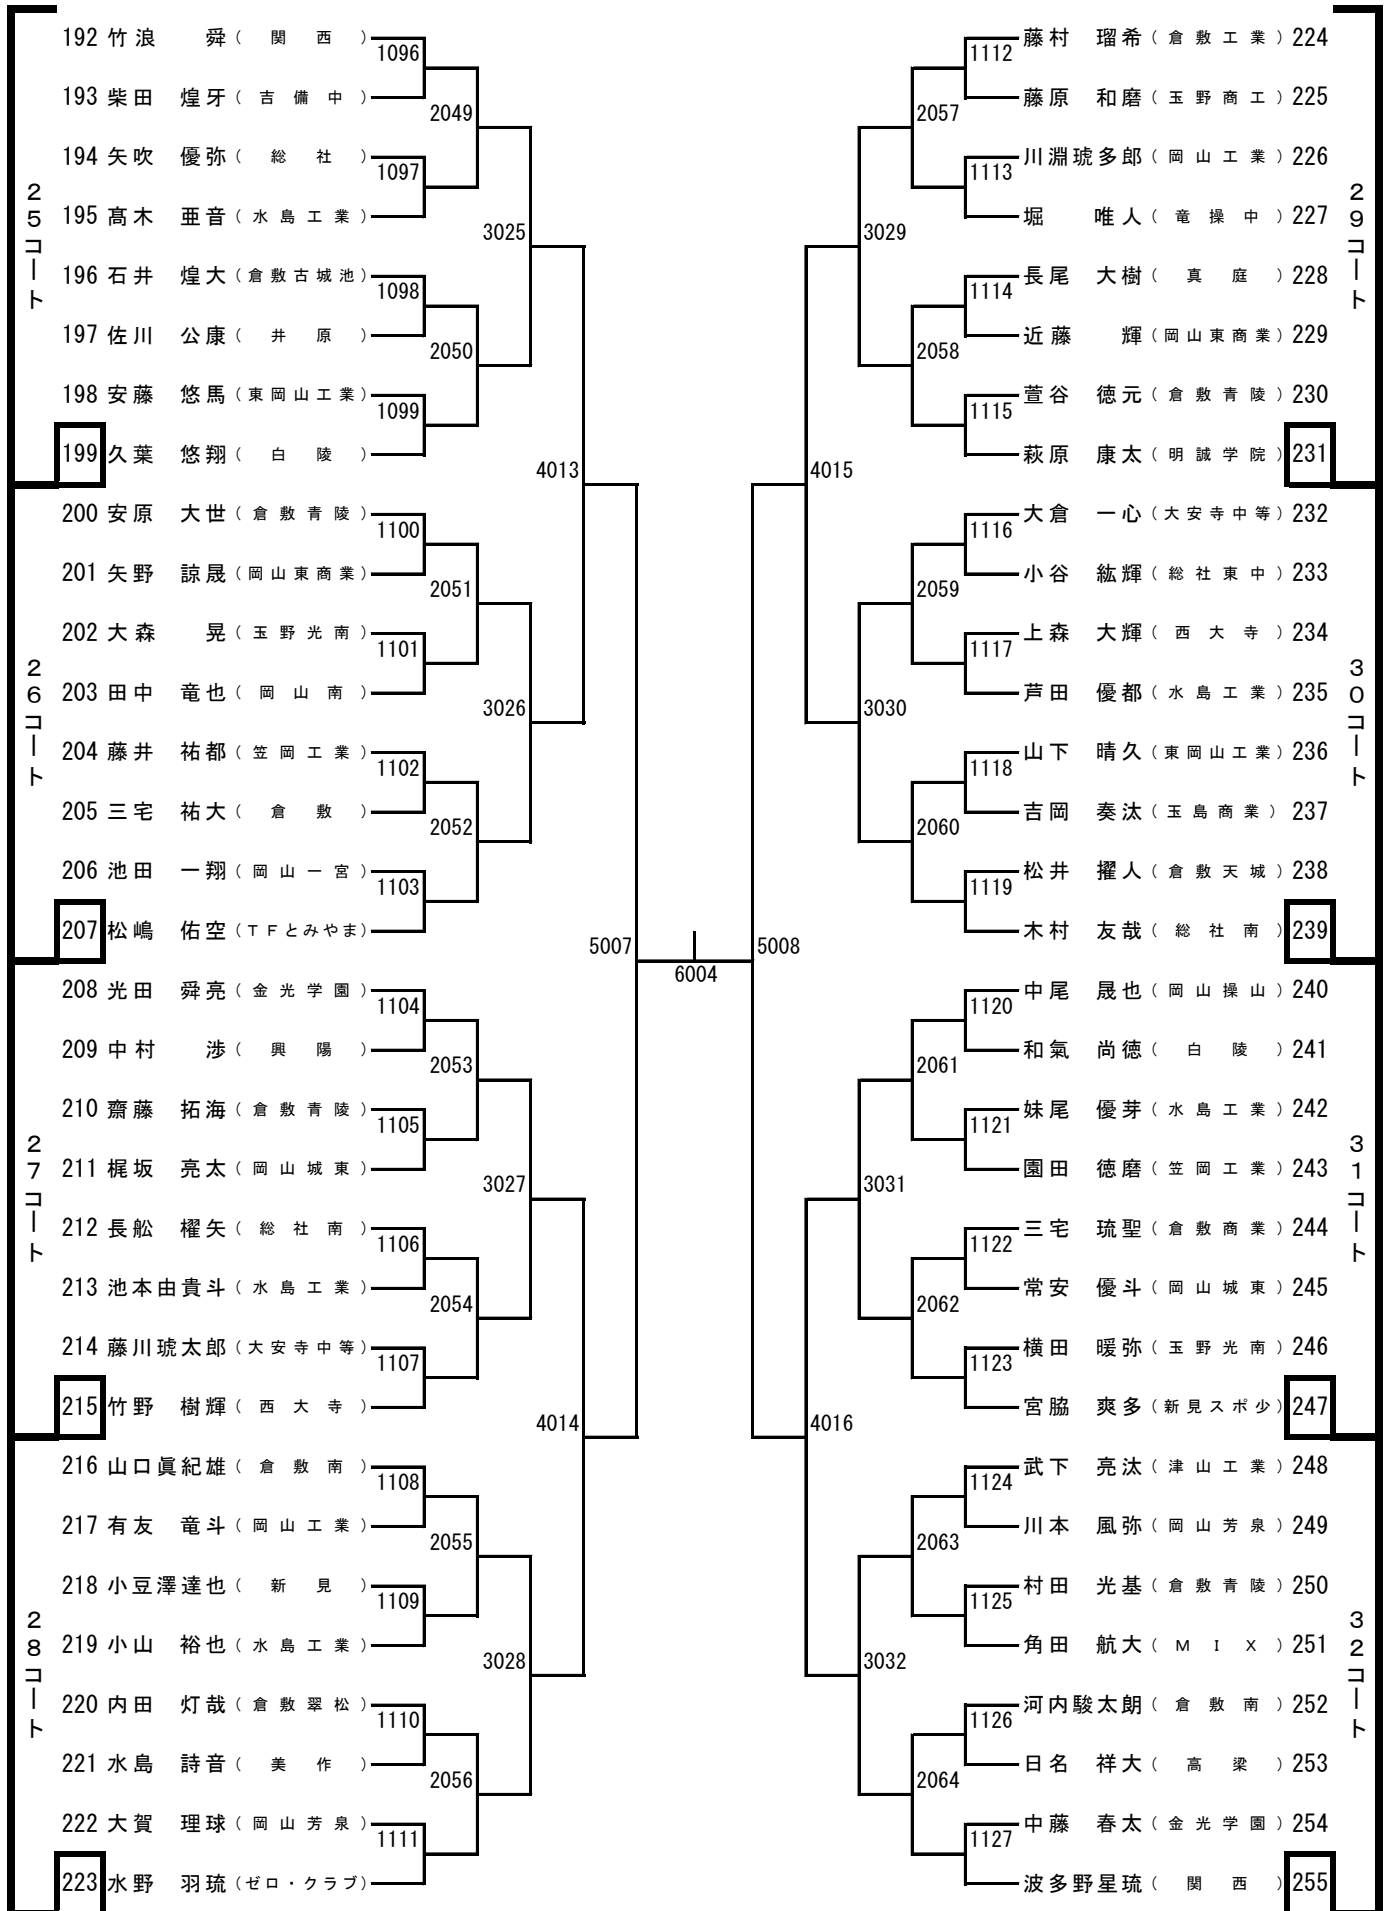 25コート
192 竹浪 舜 (関西)
1096
193 柴田 煌牙 (吉備中)
2049
194 矢吹 優弥 (総社)
1097
195 髙木 亜音 (水島工業)
3025
196 石井 煌大 (倉敷古城池)
1098
197 佐川 公康 (井原)
2050
198 安藤 悠馬 (東岡山工業)
1099
199 久葉 悠翔 (白陵)
4013
26コート
200 安原 大世 (倉敷青陵)
1100
201 矢野 諒晟 (岡山東商業)
2051
202 大森 晃 (玉野光南)
1101
203 田中 竜也 (岡山南)
3026
204 藤井 祐都 (笠岡工業)
1102
205 三宅 祐大 (倉敷)
2052
206 池田 一翔 (岡山一宮)
1103
207 松嶋 佑空 (TFとみやま)
5007
27コート
208 光田 舜亮 (金光学園)
1104
209 中村 渉 (興陽)
2053
210 齋藤 拓海 (倉敷青陵)
1105
211 梶坂 亮太 (岡山城東)
3027
212 長舩 櫂矢 (総社南)
1106
213 池本由貴斗 (水島工業)
2054
214 藤川琥太郎 (大安寺中等)
1107
215 竹野 樹輝 (西大寺)
4014
28コート
216 山口眞紀雄 (倉敷南)
1108
217 有友 竜斗 (岡山工業)
2055
218 小豆澤達也 (新見)
1109
219 小山 裕也 (水島工業)
3028
220 内田 灯哉 (倉敷翠松)
1110
221 水島 詩音 (美作)
2056
222 大賀 理球 (岡山芳泉)
1111
223 水野 羽琉 (ゼロ・クラブ)
6004
29コート
藤村 瑠希 (倉敷工業) 224
1112
藤原 和磨 (玉野商工) 225
2057
川淵琥多郎 (岡山工業) 226
1113
堀 唯人 (竜操中) 227
3029
長尾 大樹 (真庭) 228
1114
近藤 輝 (岡山東商業) 229
2058
萱谷 徳元 (倉敷青陵) 230
1115
萩原 康太 (明誠学院) 231
4015
30コート
大倉 一心 (大安寺中等) 232
1116
小谷 紘輝 (総社東中) 233
2059
上森 大輝 (西大寺) 234
1117
芦田 優都 (水島工業) 235
3030
山下 晴久 (東岡山工業) 236
1118
吉岡 奏汰 (玉島商業) 237
2060
松井 擢人 (倉敷天城) 238
1119
木村 友哉 (総社南) 239
5008
31コート
中尾 晟也 (岡山操山) 240
1120
和氣 尚徳 (白陵) 241
2061
妹尾 優芽 (水島工業) 242
1121
園田 徳磨 (笠岡工業) 243
3031
三宅 琉聖 (倉敷商業) 244
1122
常安 優斗 (岡山城東) 245
2062
横田 暖弥 (玉野光南) 246
1123
宮脇 爽多 (新見スポ少) 247
4016
32コート
武下 亮汰 (津山工業) 248
1124
川本 風弥 (岡山芳泉) 249
2063
村田 光基 (倉敷青陵) 250
1125
角田 航大 (MIX) 251
3032
河内駿太朗 (倉敷南) 252
1126
日名 祥大 (高梁) 253
2064
中藤 春太 (金光学園) 254
1127
波多野星琉 (関西) 255